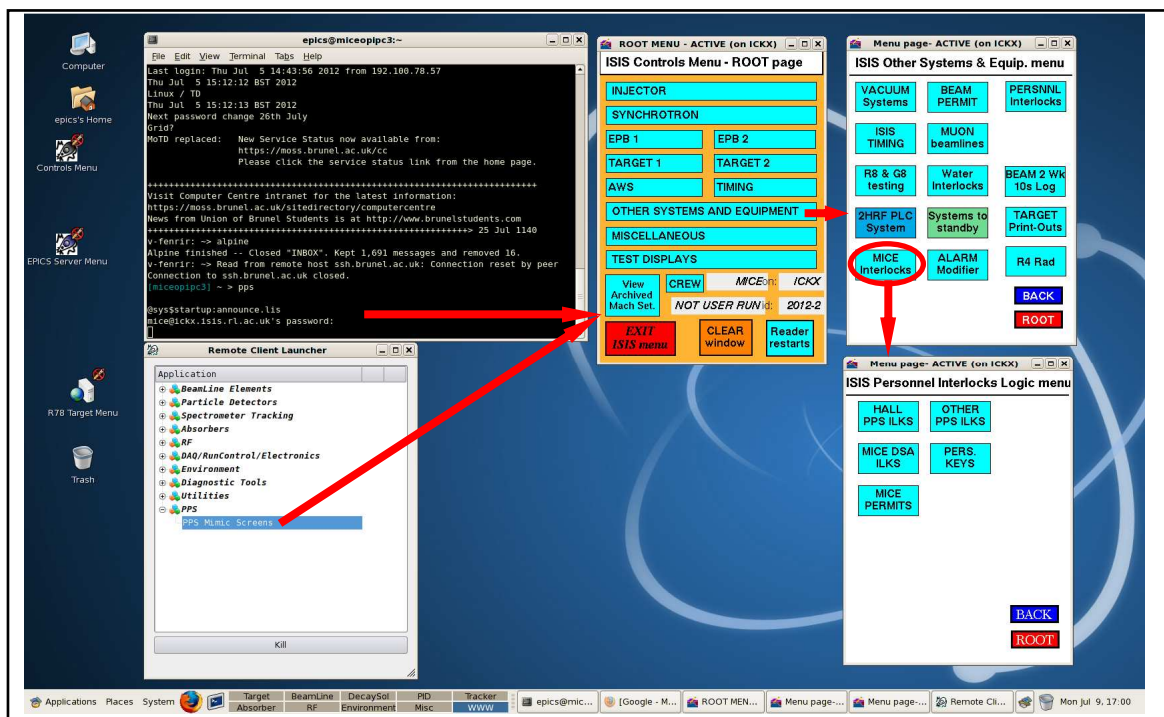 Computer
epics's Home
Controls Menu
EPICS Server Menu
R78 Target Menu
Trash
epics@miceopipc3:~
File Edit View Terminal Tabs Help
Last login: Thu Jul 5 14:43:56 2012 from 192.100.78.57
Thu Jul 5 15:12:12 BST 2012
Linux / TD
Thu Jul 5 15:12:13 BST 2012
Next password change 26th July
Grid?
MoTD replaced: New Service Status now available from:
https://moss.brunel.ac.uk/cc
Please click the service status link from the home page.
+++++++++++++++++++++++++++++++++++++++++++++++++++++++++++++++++++++++++
Visit Computer Centre intranet for the latest information:
https://moss.brunel.ac.uk/sitedirectory/computercentre
News from Union of Brunel Students is at http://www.brunelstudents.com
++++++++++++++++++++++++++++++++++++++++++++++++++++++++++++> 25 Jul 1140
v-fenrir: ~> alpine
Alpine finished -- Closed "INBOX". Kept 1,691 messages and removed 16.
v-fenrir: ~> Read from remote host ssh.brunel.ac.uk: Connection reset by peer
Connection to ssh.brunel.ac.uk closed.
[miceopipc3] ~ > pps
@sys$startup:announce.lis
mice@ickx.isis.rl.ac.uk's password:
Remote Client Launcher
Application
BeamLine Elements
Particle Detectors
Spectrometer Tracking
Absorbers
RF
DAQ/RunControl/Electronics
Environment
Diagnostic Tools
Utilities
PPS
PPS Mimic Screens
Kill
ROOT MENU - ACTIVE (on ICKX)
ISIS Controls Menu - ROOT page
INJECTOR
SYNCHROTRON
EPB 1 EPB 2
TARGET 1 TARGET 2
AWS TIMING
OTHER SYSTEMS AND EQUIPMENT
MISCELLANEOUS
TEST DISPLAYS
View Archived Mach Set.
CREW MICE on: ICKX
NOT USER RUN id: 2012-2
EXIT ISIS menu
CLEAR window
Reader restarts
Menu page- ACTIVE (on ICKX)
ISIS Other Systems & Equip. menu
VACUUM Systems
BEAM PERMIT
PERSNNL Interlocks
ISIS TIMING
MUON beamlines
R8 & G8 testing
Water Interlocks
BEAM 2 Wk 10s Log
2HRF PLC System
Systems to standby
TARGET Print-Outs
MICE Interlocks
ALARM Modifier
R4 Rad
BACK
ROOT
Menu page- ACTIVE (on ICKX)
ISIS Personnel Interlocks Logic menu
HALL PPS ILKS
OTHER PPS ILKS
MICE DSA ILKS
PERS. KEYS
MICE PERMITS
BACK
ROOT
Applications Places System
Target BeamLine DecaySol PID Tracker
Absorber RF Environment Misc WWW
epics@mic... [Google - M... ROOT MEN... Menu page-... Menu page-... Remote Cli... Mon Jul 9, 17:00